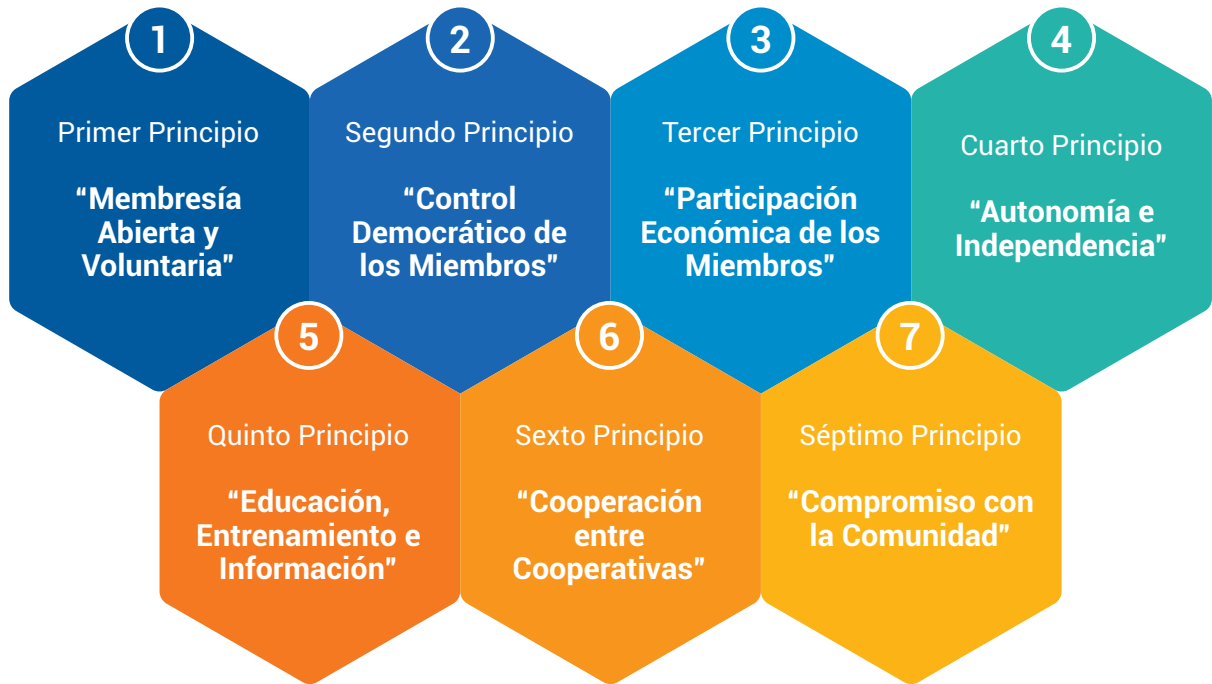 1
Primer Principio
“Membresía
Abierta y
Voluntaria”
2
Segundo Principio
“Control
Democrático de
los Miembros”
3
Tercer Principio
“Participación
Económica de los
Miembros”
4
Cuarto Principio
“Autonomía e
Independencia”
5
Quinto Principio
“Educación,
Entrenamiento e
Información”
6
Sexto Principio
“Cooperación
entre
Cooperativas”
7
Séptimo Principio
“Compromiso con
la Comunidad”